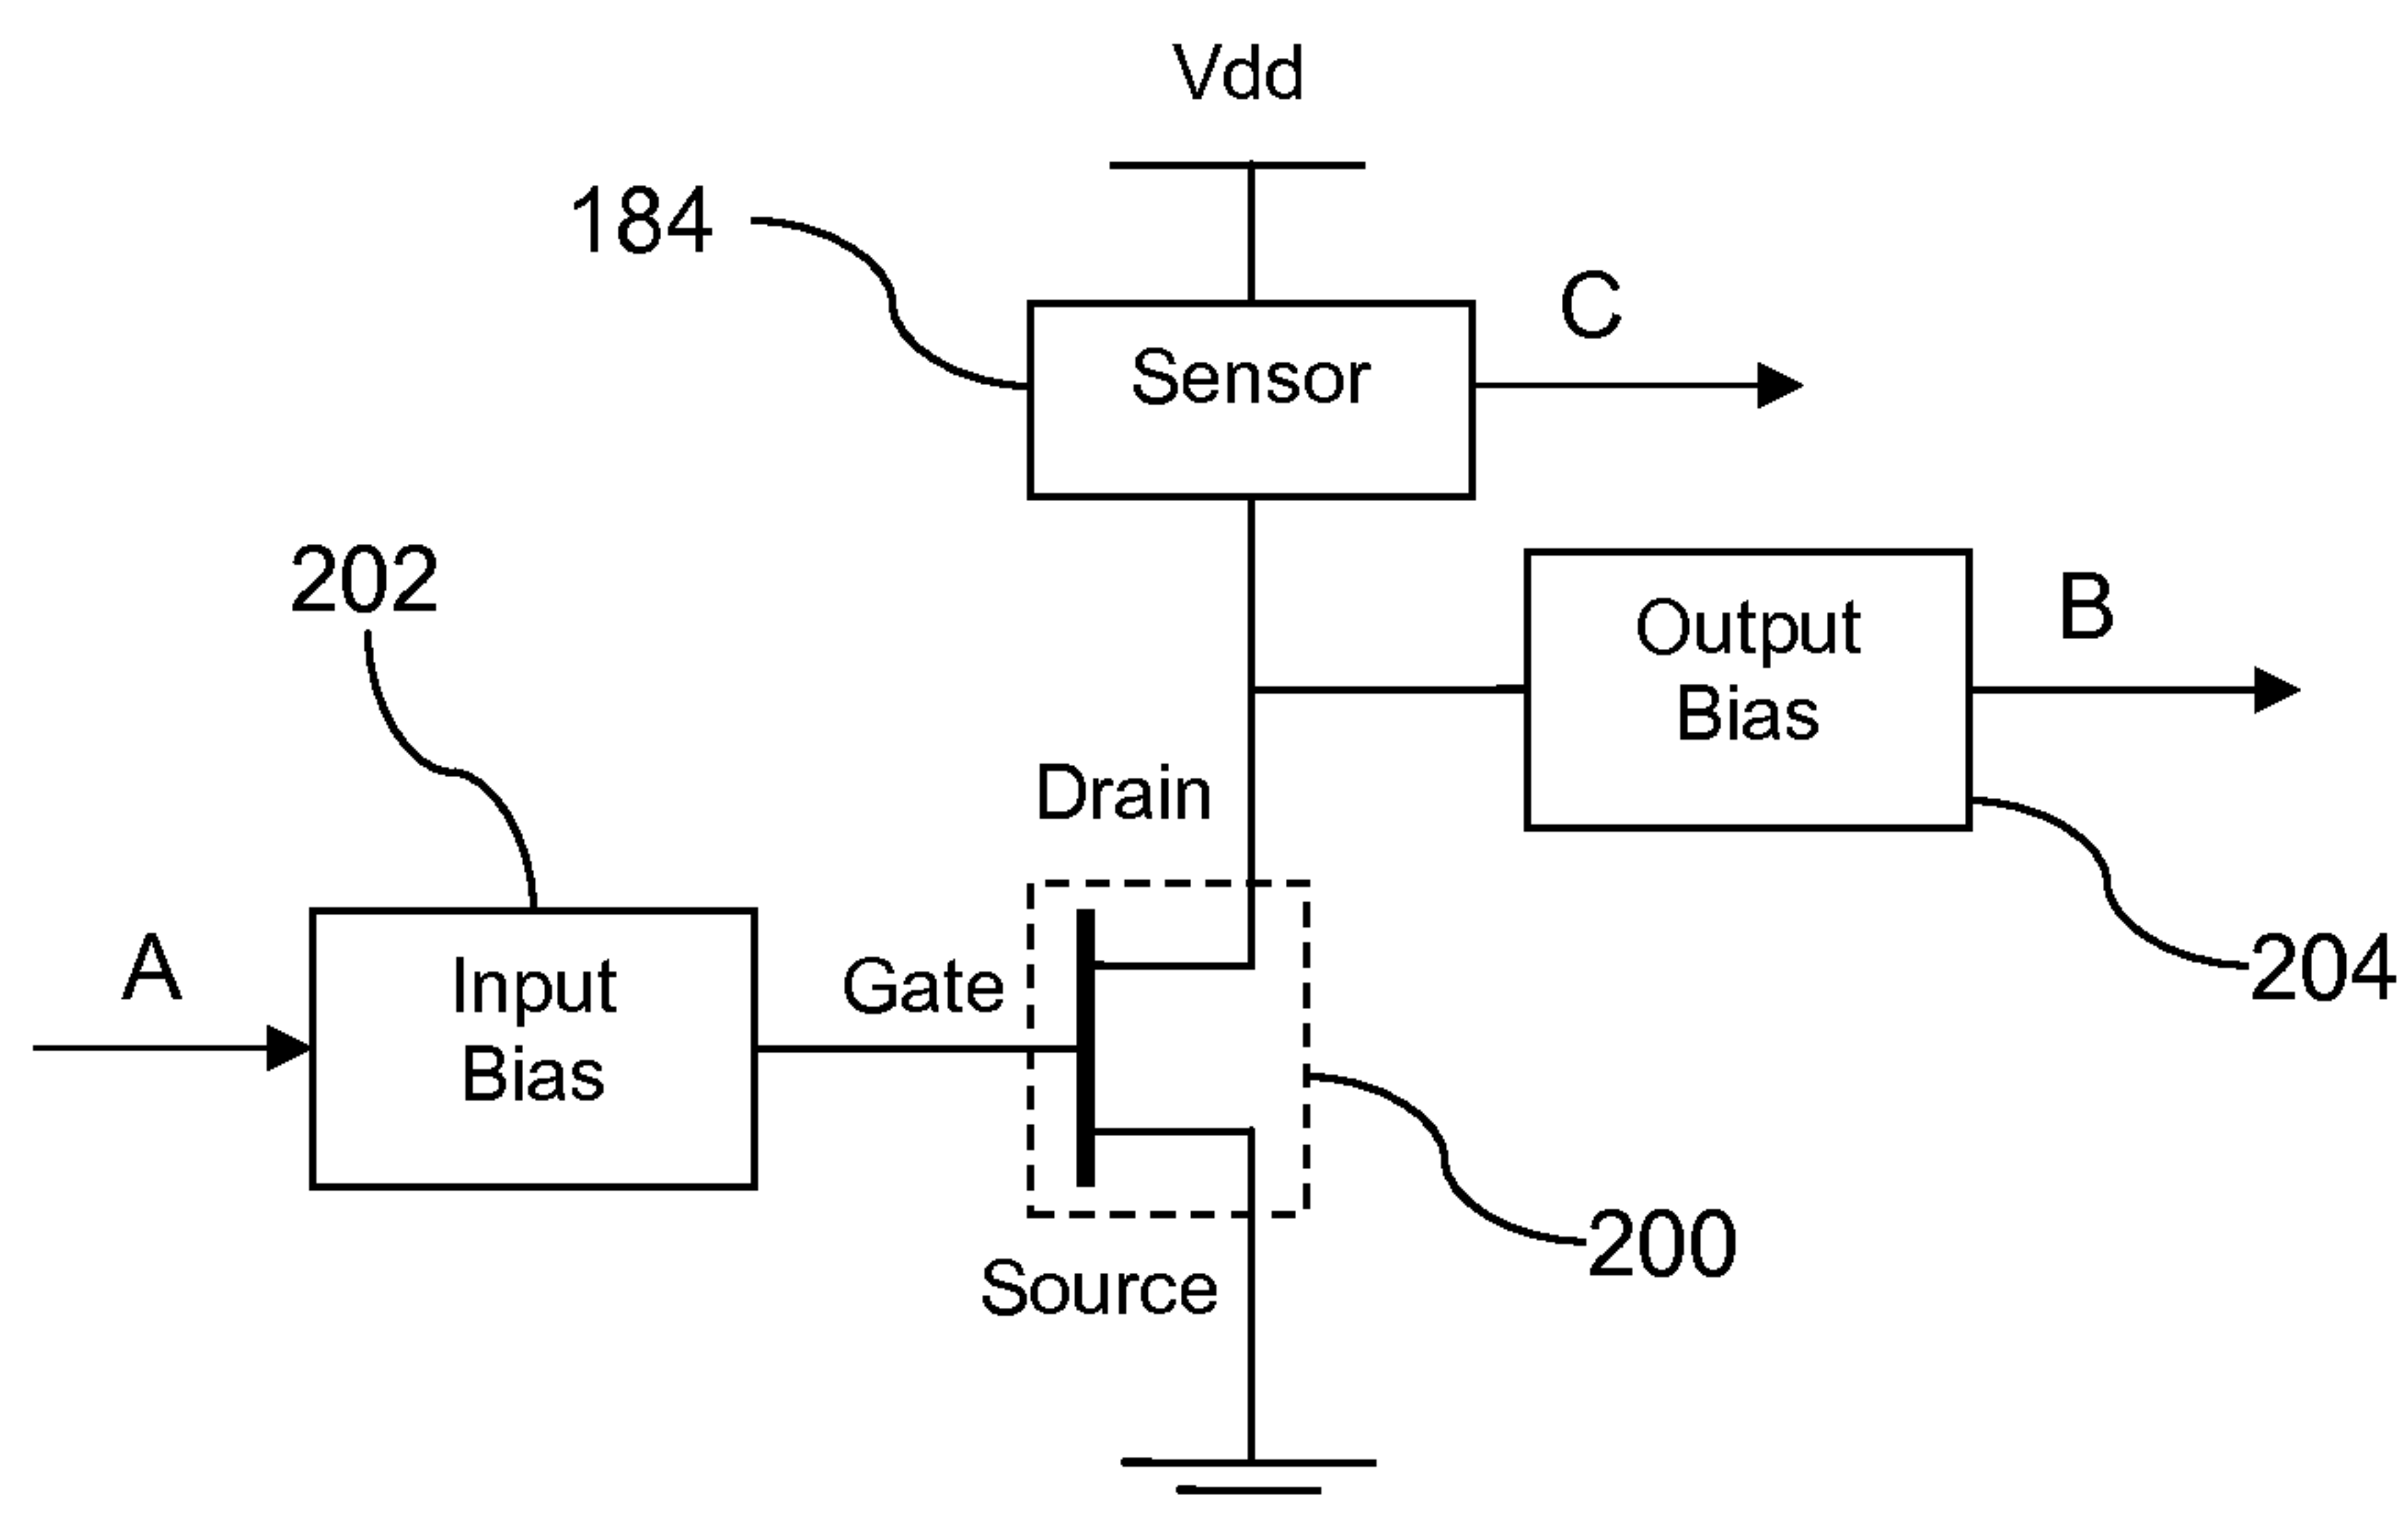 Vdd
184
C
Sensor
202
B
Output
Bias
Drain
A
Input
Bias
Gate
204
200
Source